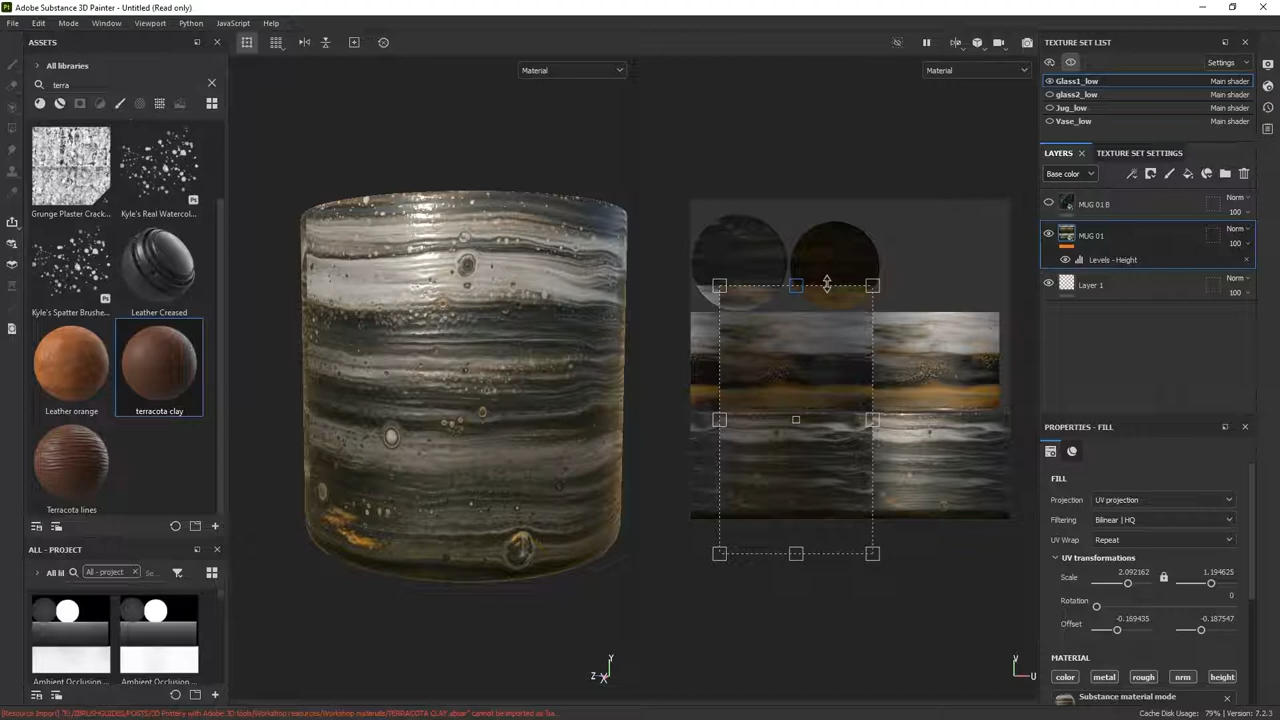 Pt Adobe Substance 3D Painter - Untitled (Read only)
File Edit Mode Window Viewport Python JavaScript Help
ASSETS
All libraries
terra
Grunge Plaster Crack... Kyle's Real Watercol...
Kyle's Spatter Brushe... Leather Creased
Leather orange terracota clay
Terracota lines
ALL - PROJECT
All lil All - project Se...
Ambient Occlusion Ambient Occlusion
Material
Material
Y
Z X
V
U
TEXTURE SET LIST
Settings
Glass1_low Main shader
glass2_low Main shader
Jug_low Main shader
Vase_low Main shader
LAYERS TEXTURE SET SETTINGS
Base color
MUG 01 B Norm 100
MUG 01 Norm 100
Levels - Height
Layer 1 Norm 100
PROPERTIES - FILL
FILL
Projection UV projection
Filtering Bilinear | HQ
UV Wrap Repeat
UV transformations
Scale 2.092162 1.194625
Rotation 0
Offset -0.169435 -0.187547
MATERIAL
color metal rough nrm height
Substance material mode
Cache Disk Usage: 79% | Version: 7.2.3